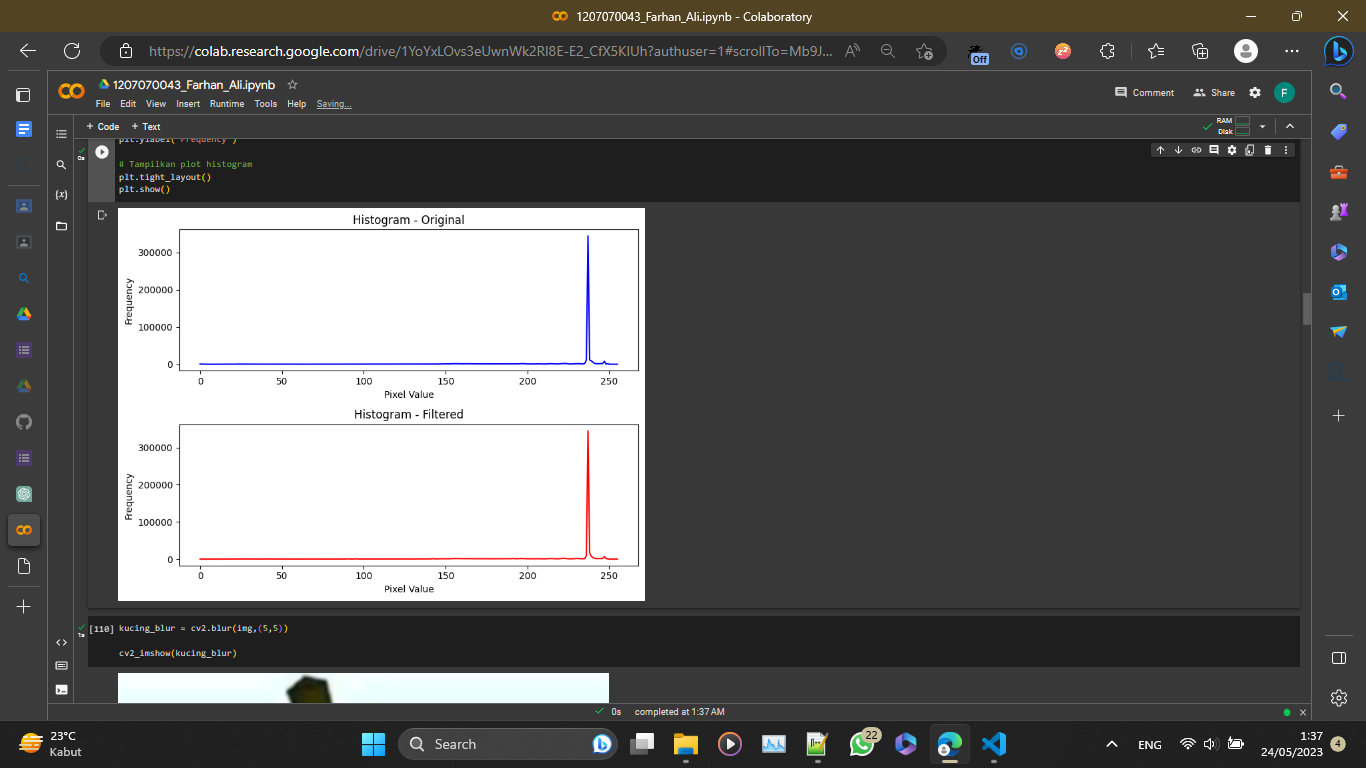 1207070043_Farhan_Ali.ipynb - Colaboratory
https://colab.research.google.com/drive/1YoYxLOvs3eUwnWk2Rl8E-E2_CfX5KIUh?authuser=1#scrollTo=Mb9J...
Off
1207070043_Farhan_Ali.ipynb
File Edit View Insert Runtime Tools Help Saving...
Comment Share F
+ Code + Text
RAM
Disk
plt.ylabel('Frequency')
0s
# Tampilkan plot histogram
plt.tight_layout()
plt.show()
{x}
Histogram - Original
300000
200000
100000
0
Frequency
0 50 100 150 200 250
Pixel Value
Histogram - Filtered
300000
200000
100000
0
Frequency
0 50 100 150 200 250
Pixel Value
1s
[110] kucing_blur = cv2.blur(img,(5,5))
cv2_imshow(kucing_blur)
0s completed at 1:37 AM
23°C
Kabut
Search
22
ENG
1:37
24/05/2023
4